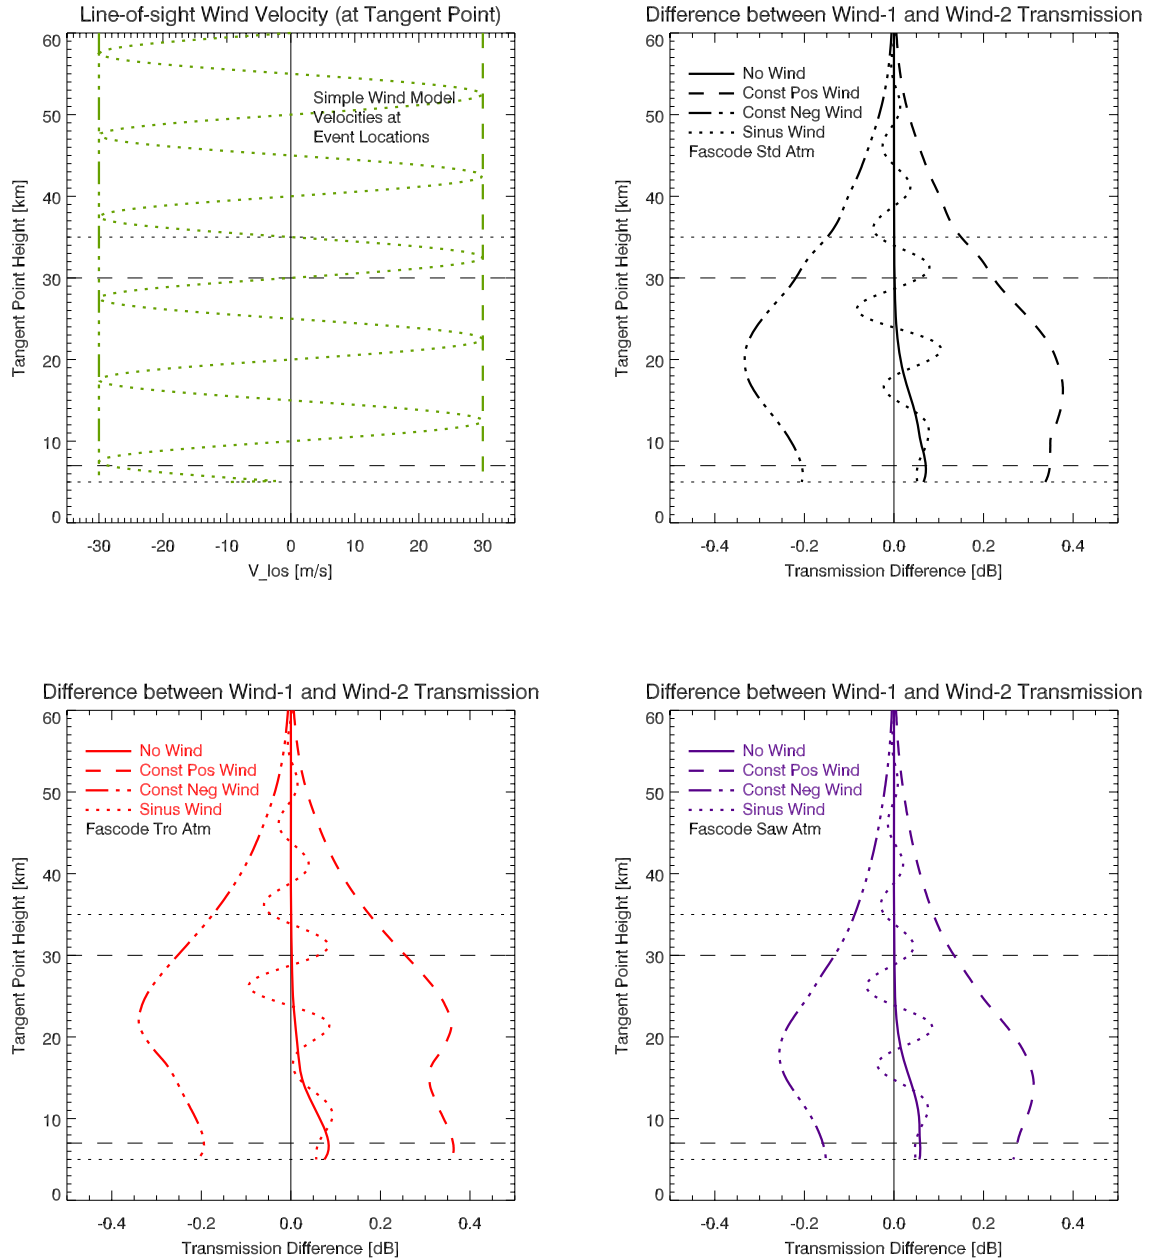 Line-of-sight Wind Velocity (at Tangent Point)
60
50
40
30
20
10
0
Tangent Point Height [km]
Simple Wind Model
Velocities at
Event Locations
-30 -20 -10 0 10 20 30
V_los [m/s]
Difference between Wind-1 and Wind-2 Transmission
60
50
40
30
20
10
0
Tangent Point Height [km]
No Wind
Const Pos Wind
Const Neg Wind
Sinus Wind
Fascode Std Atm
-0.4 -0.2 0.0 0.2 0.4
Transmission Difference [dB]
Difference between Wind-1 and Wind-2 Transmission
60
50
40
30
20
10
0
Tangent Point Height [km]
No Wind
Const Pos Wind
Const Neg Wind
Sinus Wind
Fascode Tro Atm
-0.4 -0.2 0.0 0.2 0.4
Transmission Difference [dB]
Difference between Wind-1 and Wind-2 Transmission
60
50
40
30
20
10
0
Tangent Point Height [km]
No Wind
Const Pos Wind
Const Neg Wind
Sinus Wind
Fascode Saw Atm
-0.4 -0.2 0.0 0.2 0.4
Transmission Difference [dB]